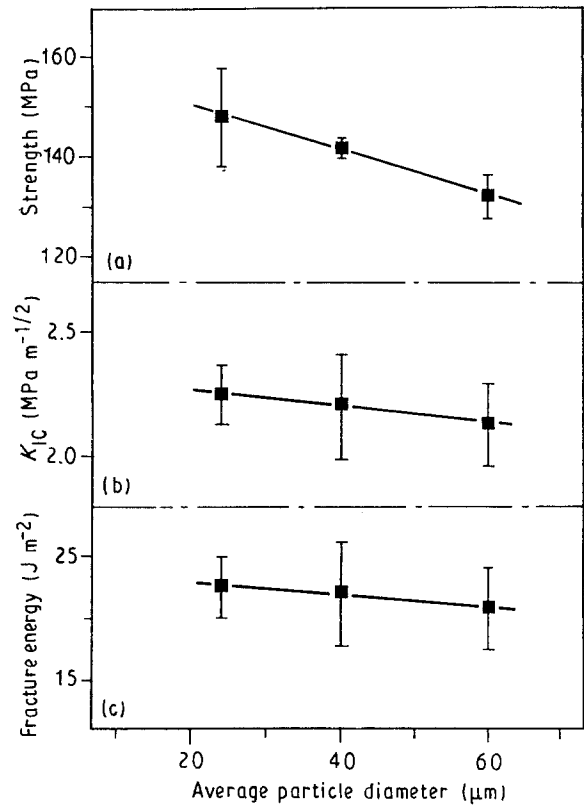 160
140
120
Strength (MPa)
(a)
2.5
2.0
K_IC (MPa m^-1/2)
(b)
25
15
Fracture energy (J m^-2)
(c)
20 40 60
Average particle diameter (μm)